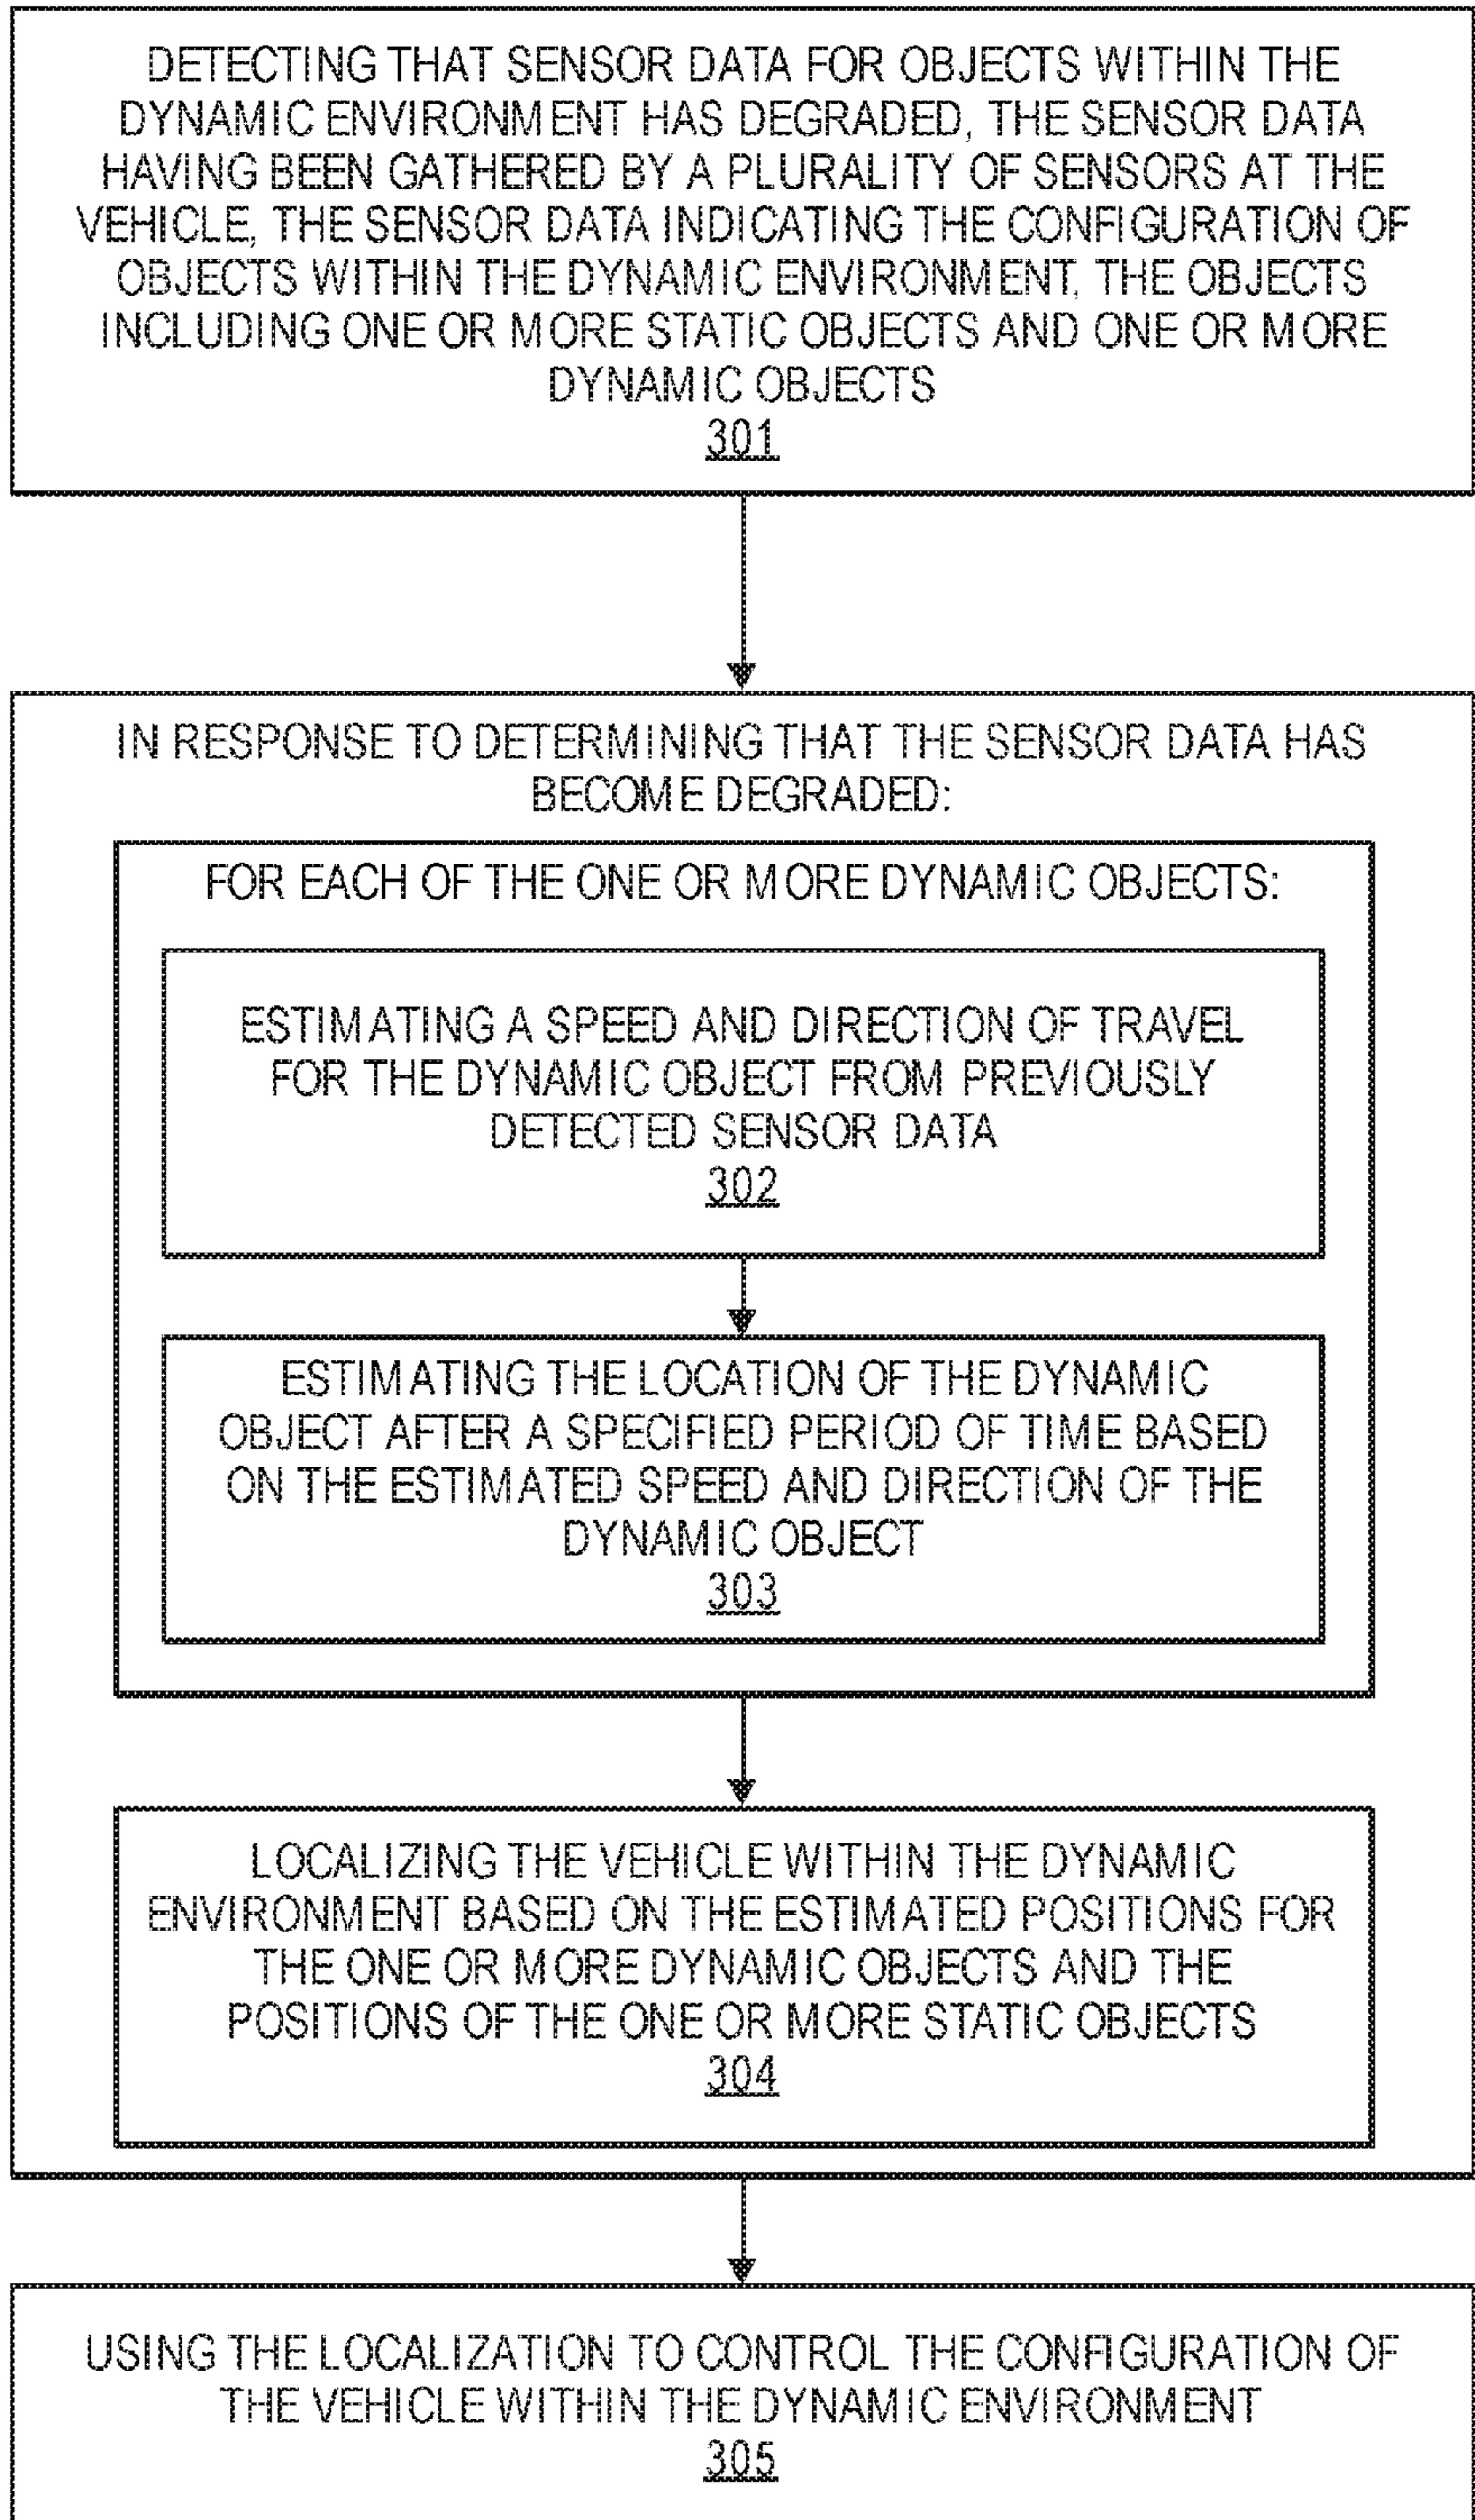 DETECTING THAT SENSOR DATA FOR OBJECTS WITHIN THE
DYNAMIC ENVIRONMENT HAS DEGRADED, THE SENSOR DATA
HAVING BEEN GATHERED BY A PLURALITY OF SENSORS AT THE
VEHICLE, THE SENSOR DATA INDICATING THE CONFIGURATION OF
OBJECTS WITHIN THE DYNAMIC ENVIRONMENT, THE OBJECTS
INCLUDING ONE OR MORE STATIC OBJECTS AND ONE OR MORE
DYNAMIC OBJECTS
301
IN RESPONSE TO DETERMINING THAT THE SENSOR DATA HAS
BECOME DEGRADED:
FOR EACH OF THE ONE OR MORE DYNAMIC OBJECTS:
ESTIMATING A SPEED AND DIRECTION OF TRAVEL
FOR THE DYNAMIC OBJECT FROM PREVIOUSLY
DETECTED SENSOR DATA
302
ESTIMATING THE LOCATION OF THE DYNAMIC
OBJECT AFTER A SPECIFIED PERIOD OF TIME BASED
ON THE ESTIMATED SPEED AND DIRECTION OF THE
DYNAMIC OBJECT
303
LOCALIZING THE VEHICLE WITHIN THE DYNAMIC
ENVIRONMENT BASED ON THE ESTIMATED POSITIONS FOR
THE ONE OR MORE DYNAMIC OBJECTS AND THE
POSITIONS OF THE ONE OR MORE STATIC OBJECTS
304
USING THE LOCALIZATION TO CONTROL THE CONFIGURATION OF
THE VEHICLE WITHIN THE DYNAMIC ENVIRONMENT
305